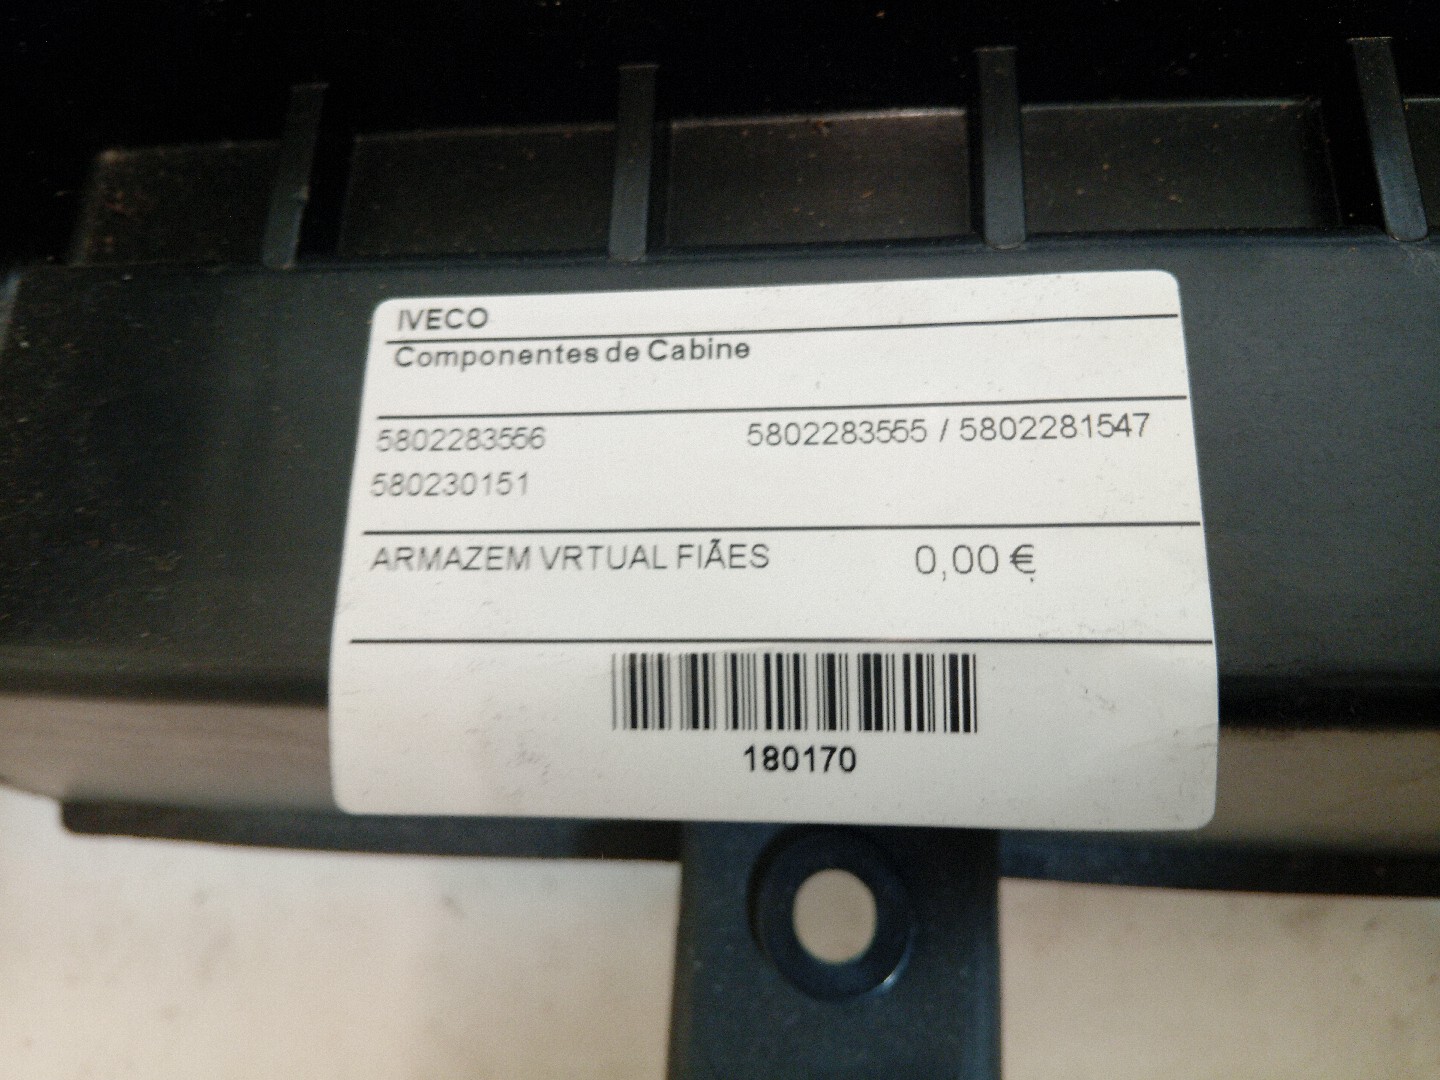 IVECO
Componentes de Cabine
5802283556 5802283555 / 5802281547
580230151
ARMAZEM VRTUAL FIÃES 0,00 €
180170